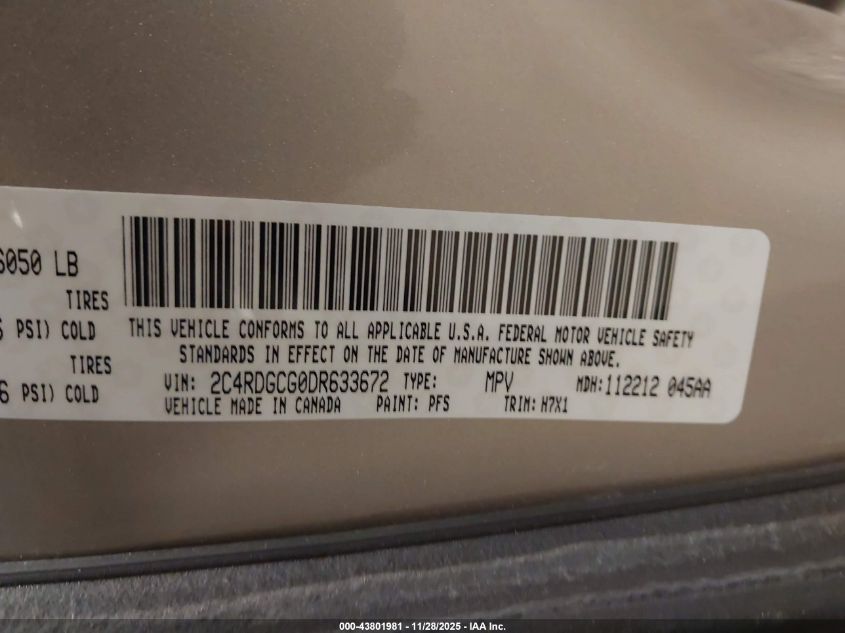 6050 LB
TIRES
PSI) COLD
TIRES
6 PSI) COLD
THIS VEHICLE CONFORMS TO ALL APPLICABLE U.S.A. FEDERAL MOTOR VEHICLE SAFETY
STANDARDS IN EFFECT ON THE DATE OF MANUFACTURE SHOWN ABOVE.
VIN: 2C4RDGCG0DR633672 TYPE: MPV MDH:112212 045AA
VEHICLE MADE IN CANADA PAINT: PFS TRIM: H7X1
000-43801981 - 11/28/2025 - IAA Inc.